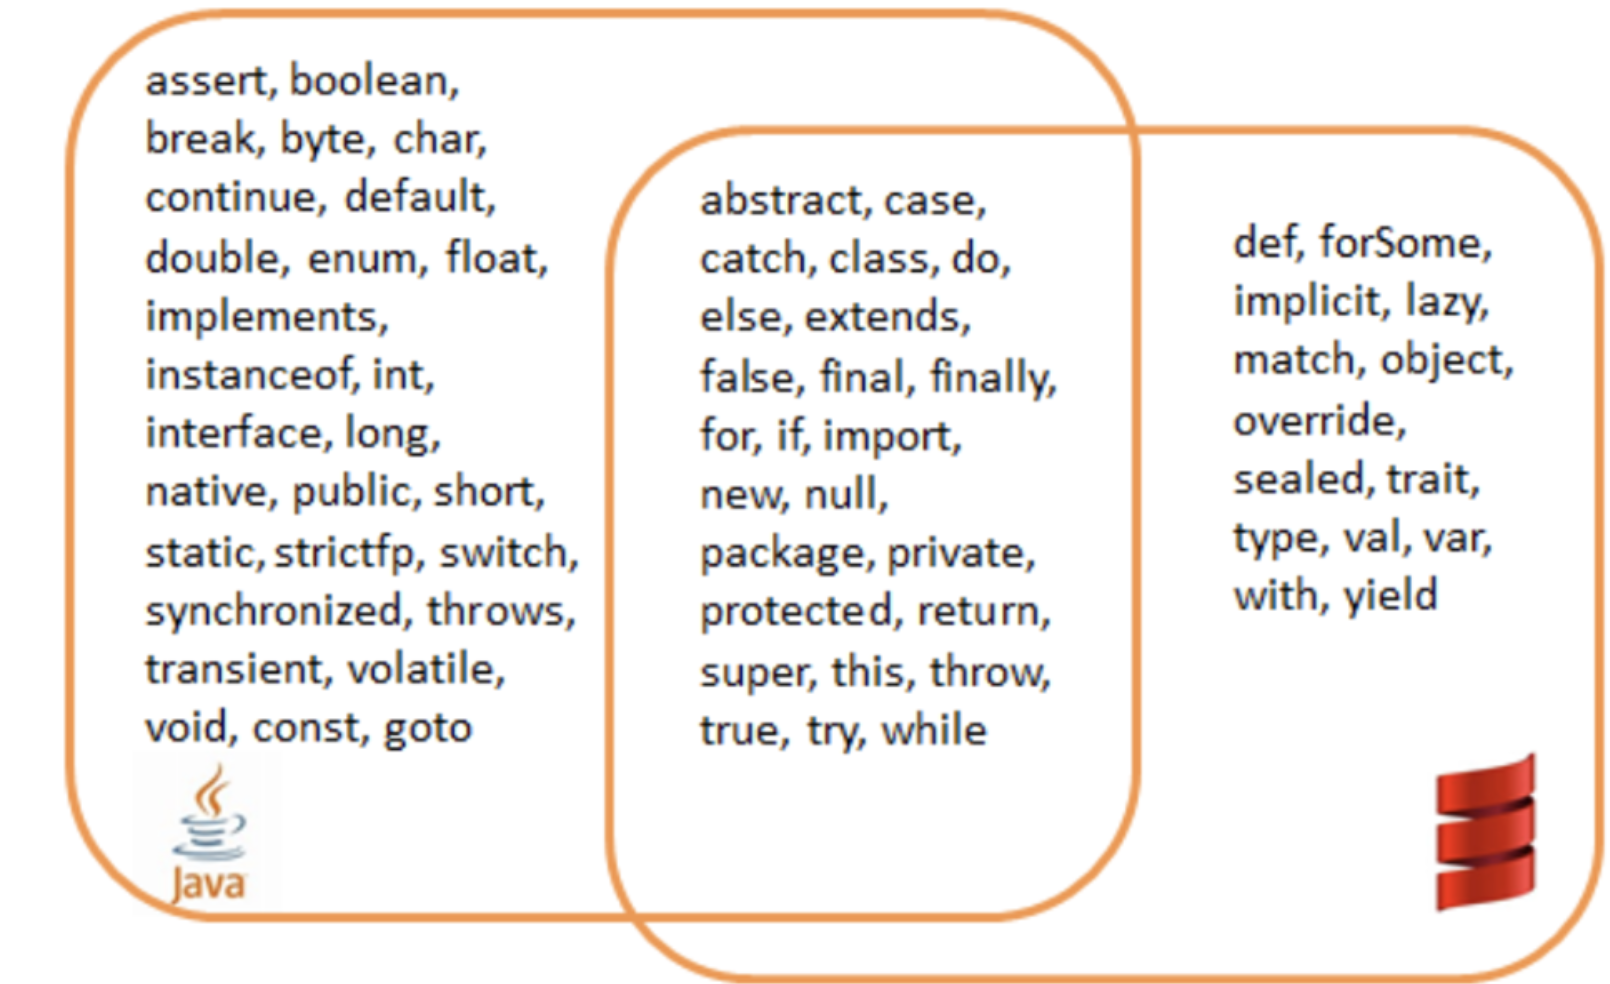 assert, boolean,
break, byte, char,
continue, default,
double, enum, float,
implements,
instanceof, int,
interface, long,
native, public, short,
static, strictfp, switch,
synchronized, throws,
transient, volatile,
void, const, goto
Java
abstract, case,
catch, class, do,
else, extends,
false, final, finally,
for, if, import,
new, null,
package, private,
protected, return,
super, this, throw,
true, try, while
def, forSome,
implicit, lazy,
match, object,
override,
sealed, trait,
type, val, var,
with, yield